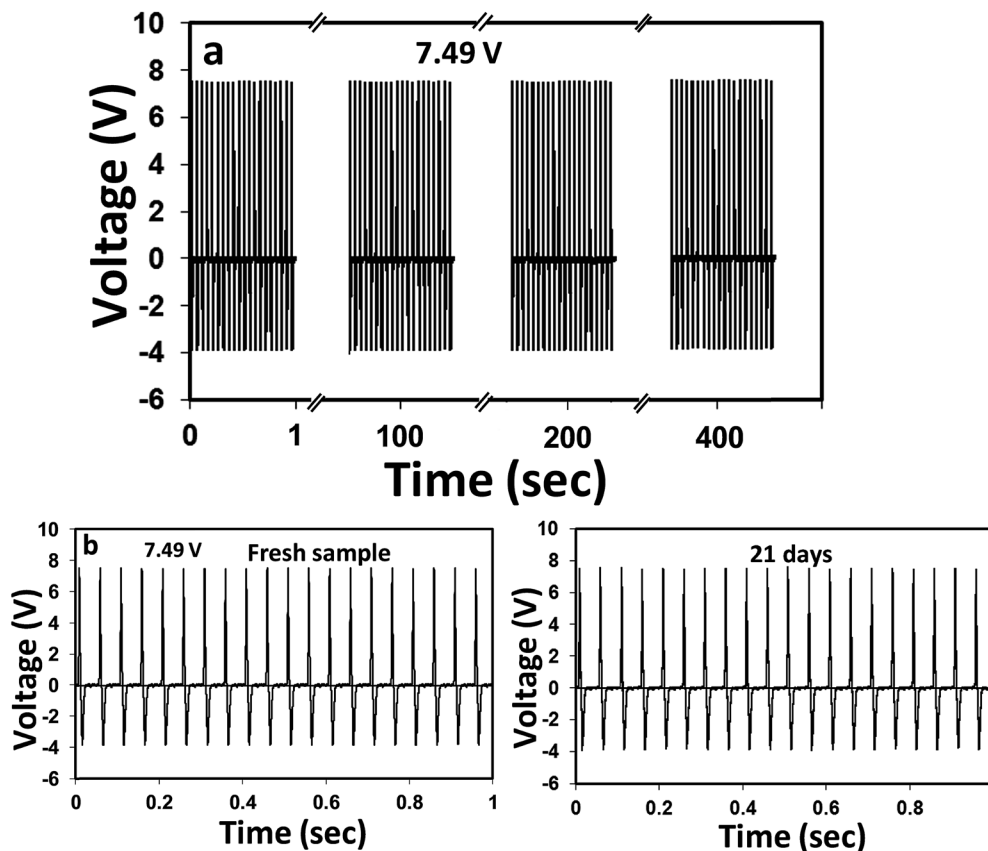 a
7.49 V
10
8
6
4
2
0
-2
-4
-6
Voltage (V)
0 1 100 200 400
Time (sec)
b
7.49 V Fresh sample
10
8
6
4
2
0
-2
-4
-6
Voltage (V)
0 0.2 0.4 0.6 0.8 1
Time (sec)
21 days
10
8
6
4
2
0
-2
-4
-6
Voltage (V)
0 0.2 0.4 0.6 0.8
Time (sec)